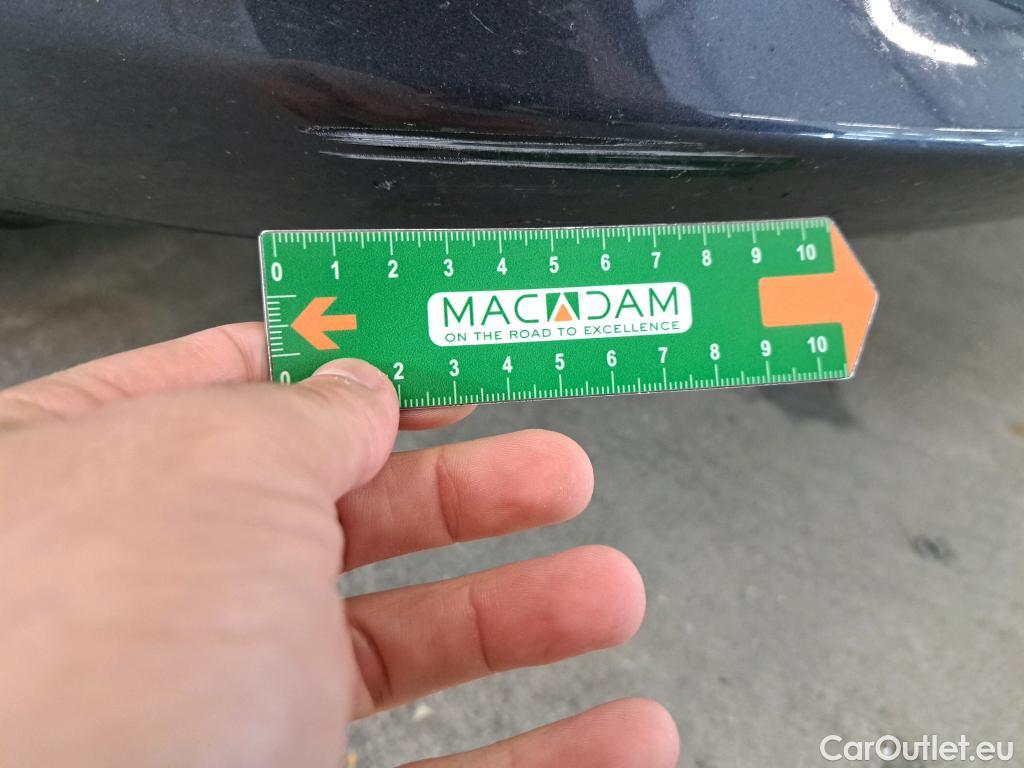 0 1 2 3 4 5 6 7 8 9 10
MACADAM
ON THE ROAD TO EXCELLENCE
0 2 3 4 5 6 7 8 9 10
CarOutlet.eu